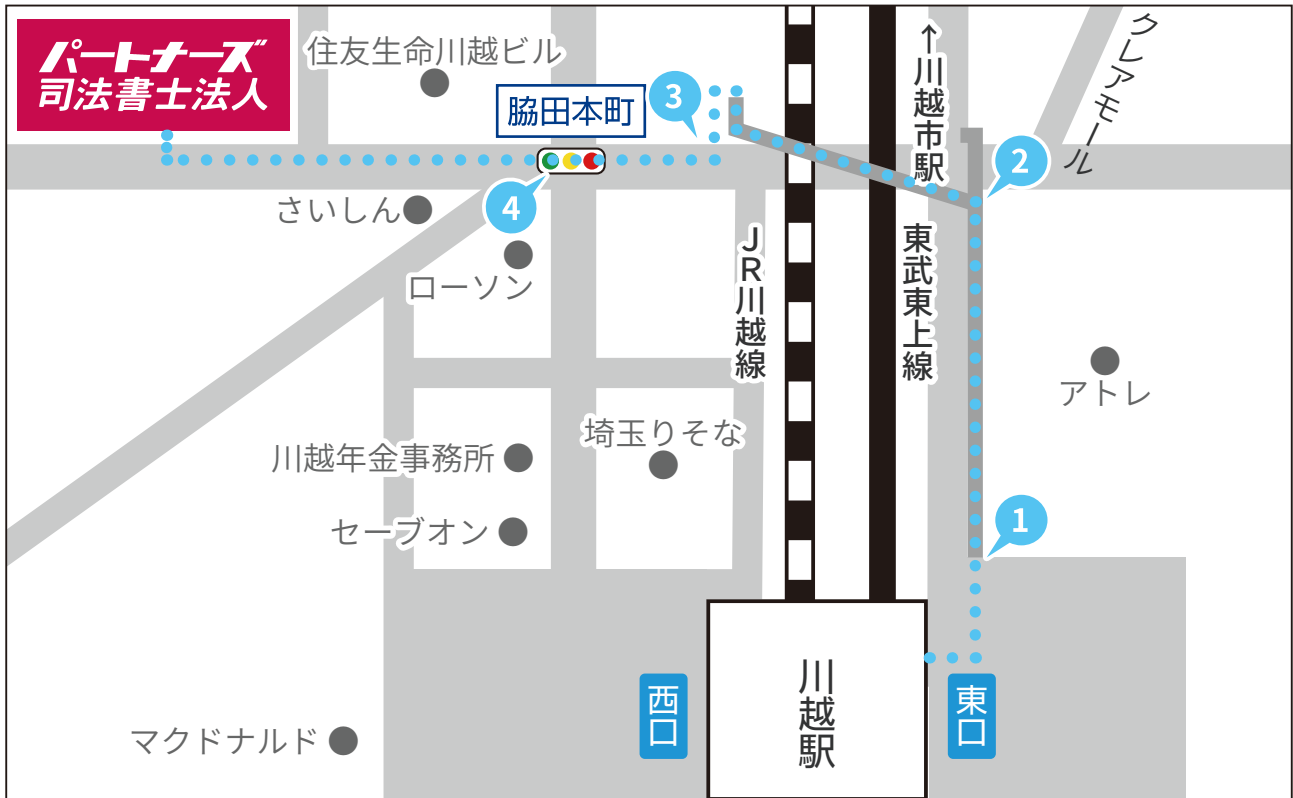 パートナーズ
司法書士法人
住友生命川越ビル
脇田本町
3
↑川越市駅
クレアモール
2
4
さいしん
ローソン
JR川越線
東武東上線
アトレ
埼玉りそな
川越年金事務所
セーブオン
1
川越駅
西口
東口
マクドナルド